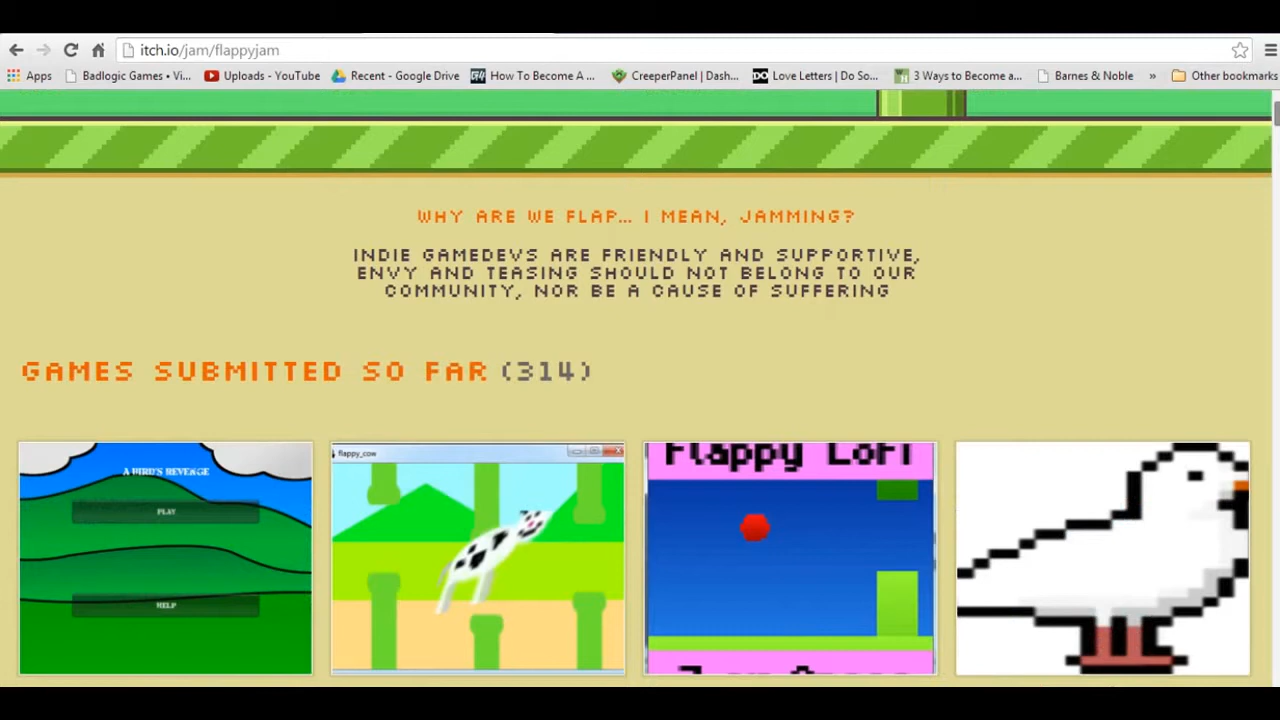 itch.io/jam/flappyjam
Apps Badlogic Games • Vi... Uploads - YouTube Recent - Google Drive How To Become A ... CreeperPanel | Dash... Love Letters | Do So... 3 Ways to Become a... Barnes & Noble » Other bookmarks
WHY ARE WE FLAP... I MEAN, JAMMING?
INDIE GAMEDEVS ARE FRIENDLY AND SUPPORTIVE,
ENVY AND TEASING SHOULD NOT BELONG TO OUR
COMMUNITY, NOR BE A CAUSE OF SUFFERING
GAMES SUBMITTED SO FAR (314)
A BIRD'S REVENGE
PLAY
HELP
flappy_cow
Flappy LoFi